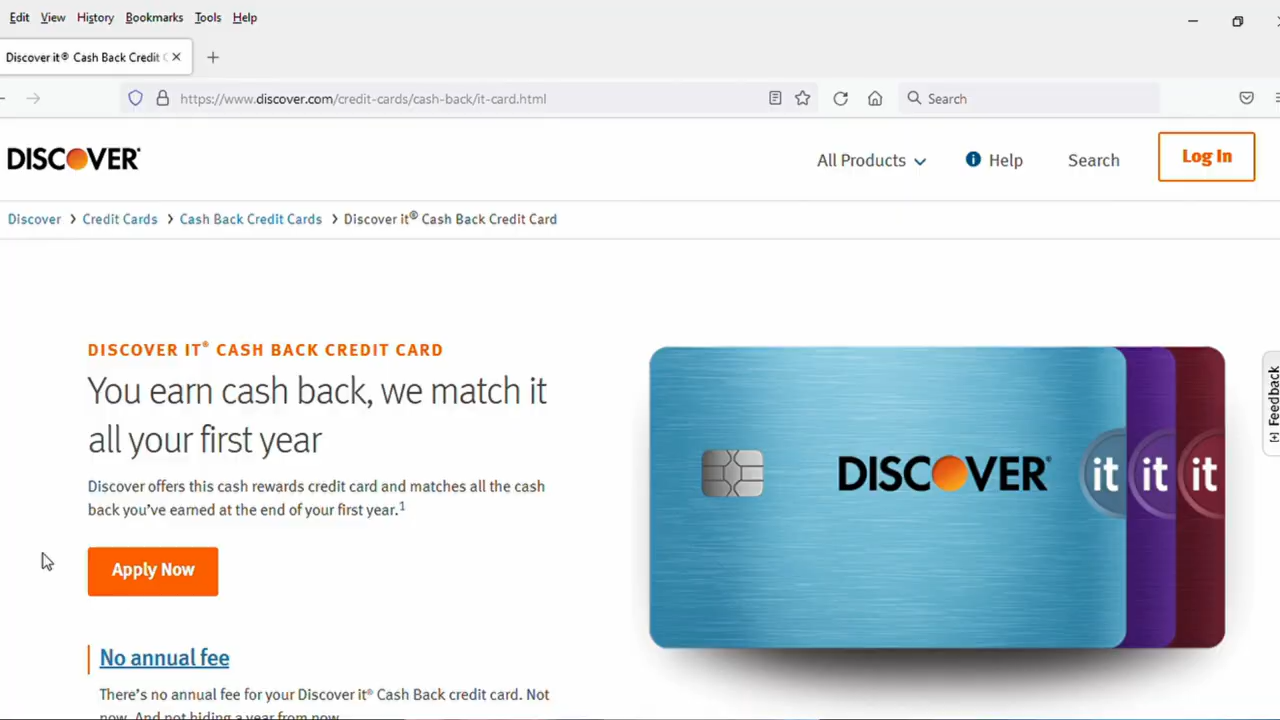 Edit View History Bookmarks Tools Help
Discover it® Cash Back Credit
https://www.discover.com/credit-cards/cash-back/it-card.html
Search
DISCOVER
All Products
Help
Search
Log In
Discover > Credit Cards > Cash Back Credit Cards > Discover it® Cash Back Credit Card
DISCOVER IT® CASH BACK CREDIT CARD
You earn cash back, we match it
all your first year
Discover offers this cash rewards credit card and matches all the cash
back you've earned at the end of your first year.1
Apply Now
DISCOVER®
it it it
[+] Feedback
No annual fee
There's no annual fee for your Discover it® Cash Back credit card. Not
now. And not hiding a year from now.